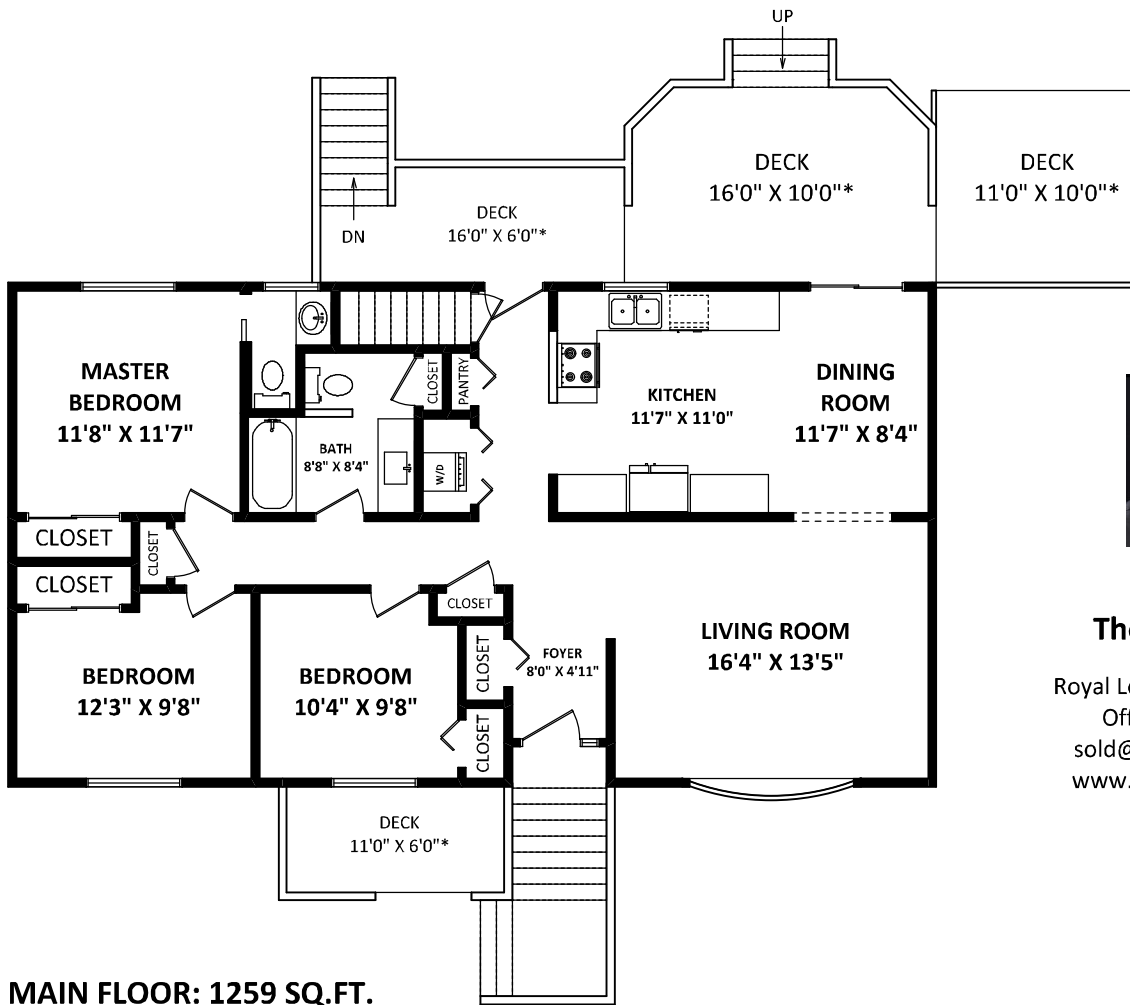 UP
DECK
16'0" X 10'0"*
DECK
11'0" X 10'0"*
DECK
16'0" X 6'0"*
DN
MASTER
BEDROOM
11'8" X 11'7"
CLOSET
PANTRY
KITCHEN
11'7" X 11'0"
DINING
ROOM
11'7" X 8'4"
BATH
8'8" X 8'4"
W/D
CLOSET
CLOSET
CLOSET
CLOSET
BEDROOM
12'3" X 9'8"
BEDROOM
10'4" X 9'8"
CLOSET
CLOSET
FOYER
8'0" X 4'11"
LIVING ROOM
16'4" X 13'5"
Royal
sold@
www.
DECK
11'0" X 6'0"*
MAIN FLOOR: 1259 SQ.FT.